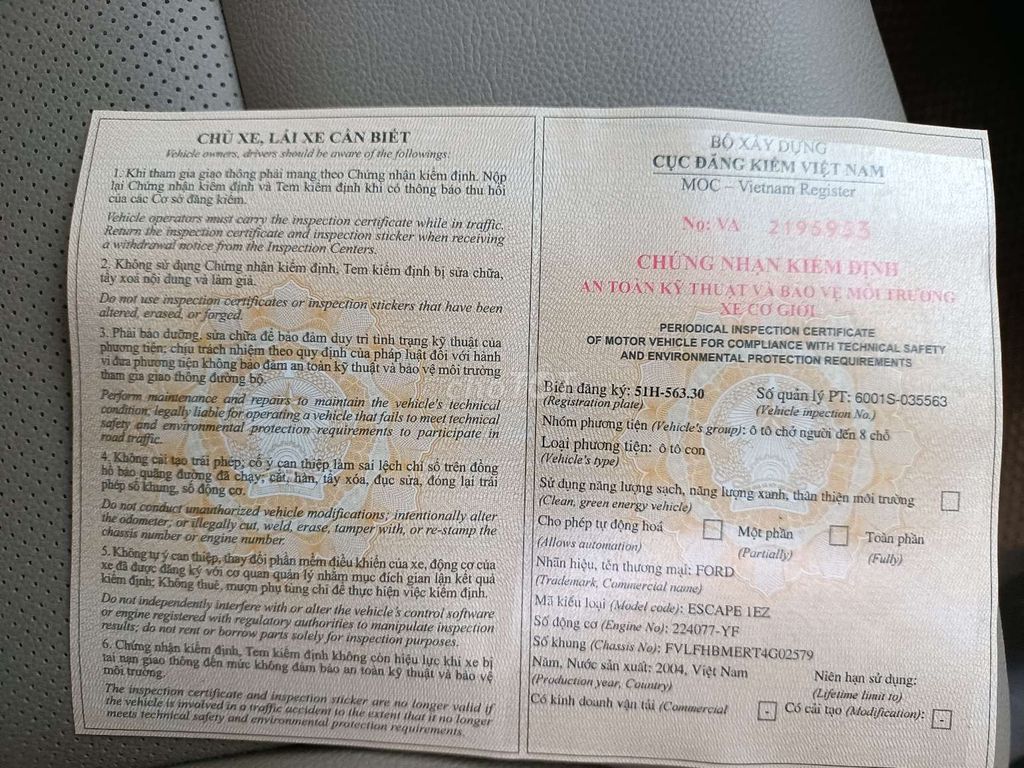 CHỦ XE, LÁI XE CẦN BIẾT
Vehicle owners, drivers should be aware of the followings:
1. Khi tham gia giao thông phải mang theo Chứng nhận kiểm định. Nộp
lại Chứng nhận kiểm định và Tem kiểm định khi có thông báo thu hồi
của các Cơ sở đăng kiểm.
Vehicle operators must carry the inspection certificate while in traffic.
Return the inspection certificate and inspection sticker when receiving
a withdrawal notice from the Inspection Centers.
2. Không sử dụng Chứng nhận kiểm định, Tem kiểm định bị sửa chữa,
tẩy xoá nội dung và làm giả.
Do not use inspection certificates or inspection stickers that have been
altered, erased, or forged.
3. Phải bảo dưỡng, sửa chữa để bảo đảm duy trì tình trạng kỹ thuật của
phương tiện; chịu trách nhiệm theo quy định của pháp luật đối với hành
vi đưa phương tiện không bảo đảm an toàn kỹ thuật và bảo vệ môi trường
tham gia giao thông đường bộ.
Perform maintenance and repairs to maintain the vehicle's technical
condition; legally liable for operating a vehicle that fails to meet technical
safety and environmental protection requirements to participate in
road traffic.
4. Không cải tạo trái phép; cố ý can thiệp làm sai lệch chỉ số trên đồng
hồ báo quãng đường đã chạy; cắt, hàn, tẩy xóa, đục sửa, đóng lại trái
phép số khung, số động cơ.
Do not conduct unauthorized vehicle modifications; intentionally alter
the odometer; or illegally cut, weld, erase, tamper with, or re-stamp the
chassis number or engine number.
5. Không tự ý can thiệp, thay đổi phần mềm điều khiển của xe, động cơ của
xe đã được đăng ký với cơ quan quản lý nhằm mục đích gian lận kết quả
kiểm định; Không thuê, mượn phụ tùng chỉ để thực hiện việc kiểm định.
Do not independently interfere with or alter the vehicle's control software
or engine registered with regulatory authorities to manipulate inspection
results; do not rent or borrow parts solely for inspection purposes.
6. Chứng nhận kiểm định, Tem kiểm định không còn hiệu lực khi xe bị
tai nạn giao thông đến mức không đảm bảo an toàn kỹ thuật và bảo vệ
môi trường.
The inspection certificate and inspection sticker are no longer valid if
the vehicle is involved in a traffic accident to the extent that it no longer
meets technical safety and environmental protection requirements.
BỘ XÂY DỰNG
CỤC ĐĂNG KIỂM VIỆT NAM
MOC – Vietnam Register
No: VA 2196953
CHỨNG NHẬN KIỂM ĐỊNH
AN TOÀN KỸ THUẬT VÀ BẢO VỆ MÔI TRƯỜNG
XE CƠ GIỚI
PERIODICAL INSPECTION CERTIFICATE
OF MOTOR VEHICLE FOR COMPLIANCE WITH TECHNICAL SAFETY
AND ENVIRONMENTAL PROTECTION REQUIREMENTS
Biển đăng ký: 51H-563.30 Số quản lý PT: 6001S-035563
(Registration plate) (Vehicle inspection No.)
Nhóm phương tiện (Vehicle's group): ô tô chở người đến 8 chỗ
Loại phương tiện: ô tô con
(Vehicle's type)
Sử dụng năng lượng sạch, năng lượng xanh, thân thiện môi trường
(Clean, green energy vehicle)
Cho phép tự động hoá Một phần Toàn phần
(Allows automation) (Partially) (Fully)
Nhãn hiệu, tên thương mại: FORD
(Trademark, Commercial name)
Mã kiểu loại (Model code): ESCAPE 1EZ
Số động cơ (Engine No): 224077-YF
Số khung (Chassis No): FVLFHBMERT4G02579
Năm, Nước sản xuất: 2004, Việt Nam Niên hạn sử dụng:
(Production year, Country) (Lifetime limit to)
Có kinh doanh vận tải (Commercial - Có cải tạo (Modification): -